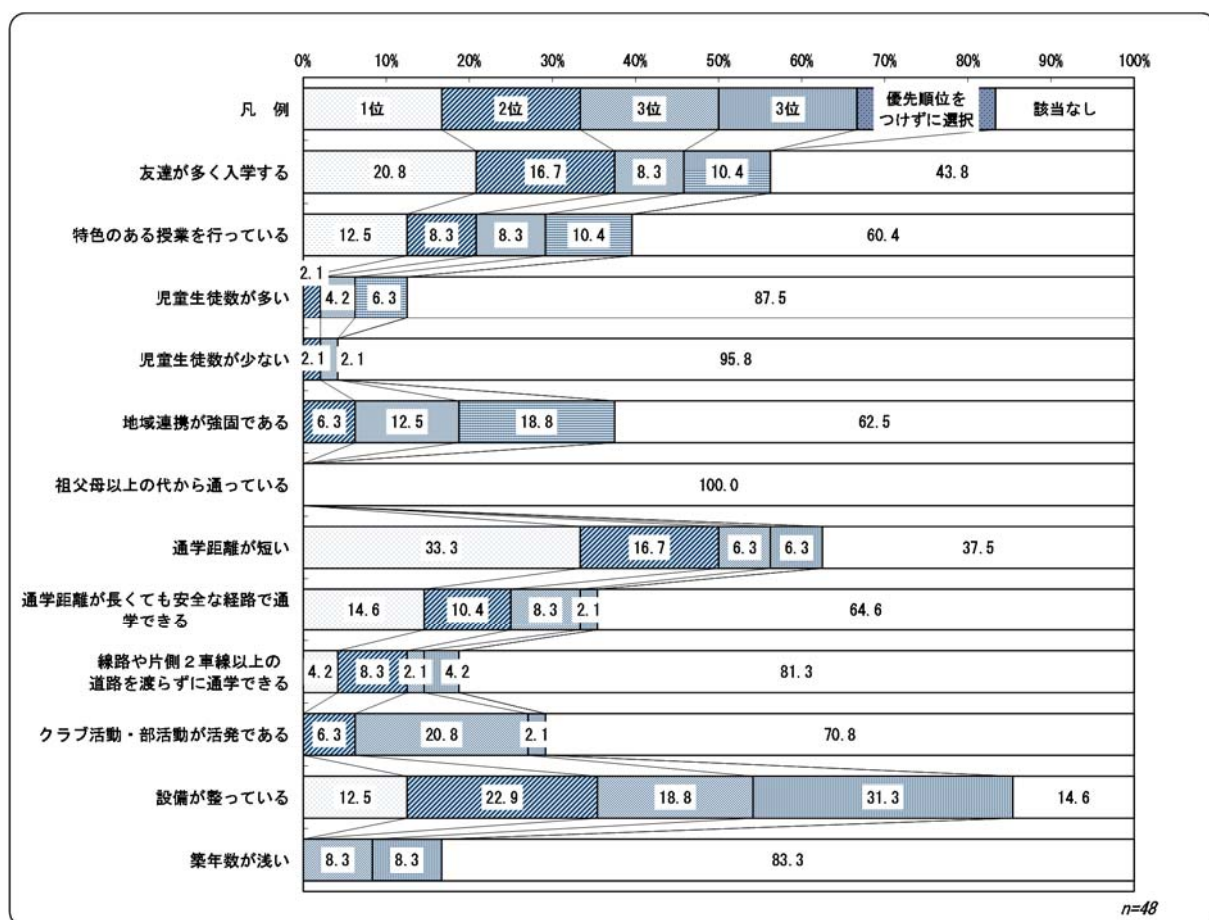 0% 10% 20% 30% 40% 50% 60% 70% 80% 90% 100%
凡 例 1位 2位 3位 3位 優先順位を
つけずに選択 該当なし
友達が多く入学する 20.8 16.7 8.3 10.4 43.8
特色のある授業を行っている 12.5 8.3 8.3 10.4 60.4
2.1
児童生徒数が多い 4.2 6.3 87.5
児童生徒数が少ない 2.1 2.1 95.8
地域連携が強固である 6.3 12.5 18.8 62.5
祖父母以上の代から通っている 100.0
通学距離が短い 33.3 16.7 6.3 6.3 37.5
通学距離が長くても安全な経路で通
学できる 14.6 10.4 8.3 2.1 64.6
線路や片側2車線以上の
道路を渡らずに通学できる 4.2 8.3 2.1 4.2 81.3
クラブ活動・部活動が活発である 6.3 20.8 2.1 70.8
設備が整っている 12.5 22.9 18.8 31.3 14.6
築年数が浅い 8.3 8.3 83.3
n=48